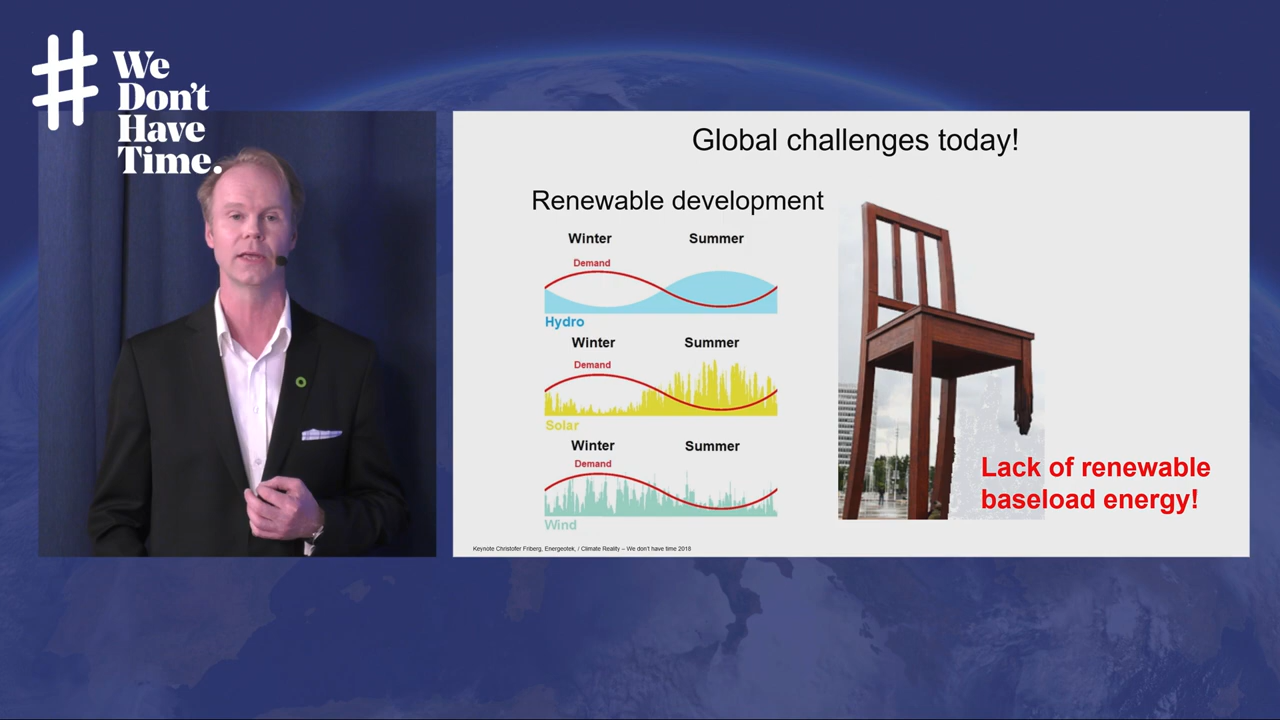 #
We
Don't
Have
Time.
Global challenges today!
Renewable development
Winter Summer
Demand
Hydro
Winter Summer
Demand
Solar
Winter Summer
Demand
Wind
Lack of renewable
baseload energy!
Keynote Christofer Friberg, Energeotek, / Climate Reality – We don't have time 2018